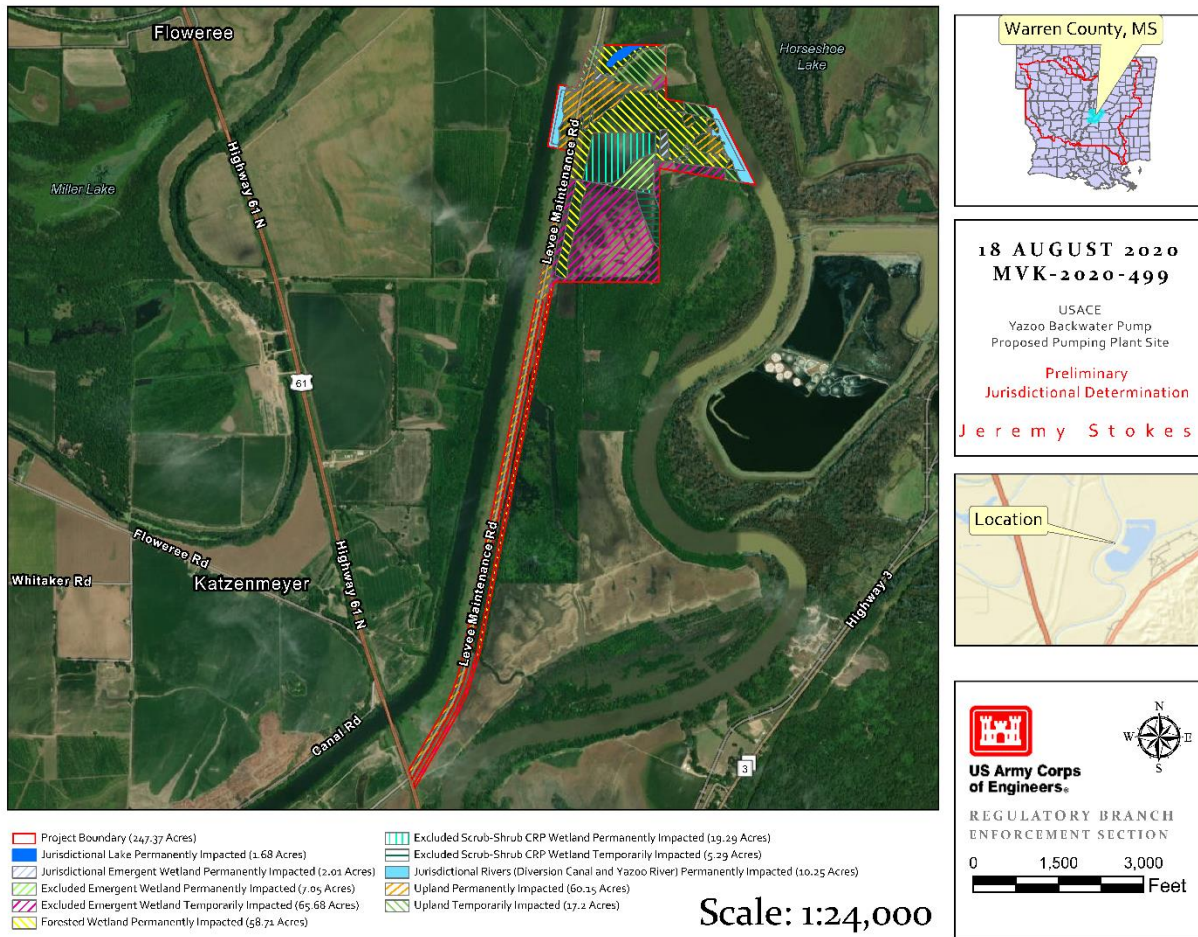 Floweree
Horseshoe
Lake
Miller Lake
Highway 61 N
Levee Maintenance Rd
61
Floweree Rd
Whitaker Rd
Katzenmeyer
Highway 61 N
Levee Maintenance Rd
Highway 3
Canal Rd
3
Warren County, MS
18 AUGUST 2020
MVK-2020-499
USACE
Yazoo Backwater Pump
Proposed Pumping Plant Site
Preliminary
Jurisdictional Determination
Jeremy Stokes
Location
US Army Corps
of Engineers®
N
W E
S
REGULATORY BRANCH
ENFORCEMENT SECTION
0 1,500 3,000
Feet
Project Boundary (247.37 Acres)
Jurisdictional Lake Permanently Impacted (1.68 Acres)
Jurisdictional Emergent Wetland Permanently Impacted (2.01 Acres)
Excluded Emergent Wetland Permanently Impacted (7.05 Acres)
Excluded Emergent Wetland Temporarily Impacted (65.68 Acres)
Forested Wetland Permanently Impacted (58.71 Acres)
Excluded Scrub-Shrub CRP Wetland Permanently Impacted (19.29 Acres)
Excluded Scrub-Shrub CRP Wetland Temporarily Impacted (5.29 Acres)
Jurisdictional Rivers (Diversion Canal and Yazoo River) Permanently Impacted (10.25 Acres)
Upland Permanently Impacted (60.15 Acres)
Upland Temporarily Impacted (17.2 Acres)
Scale: 1:24,000